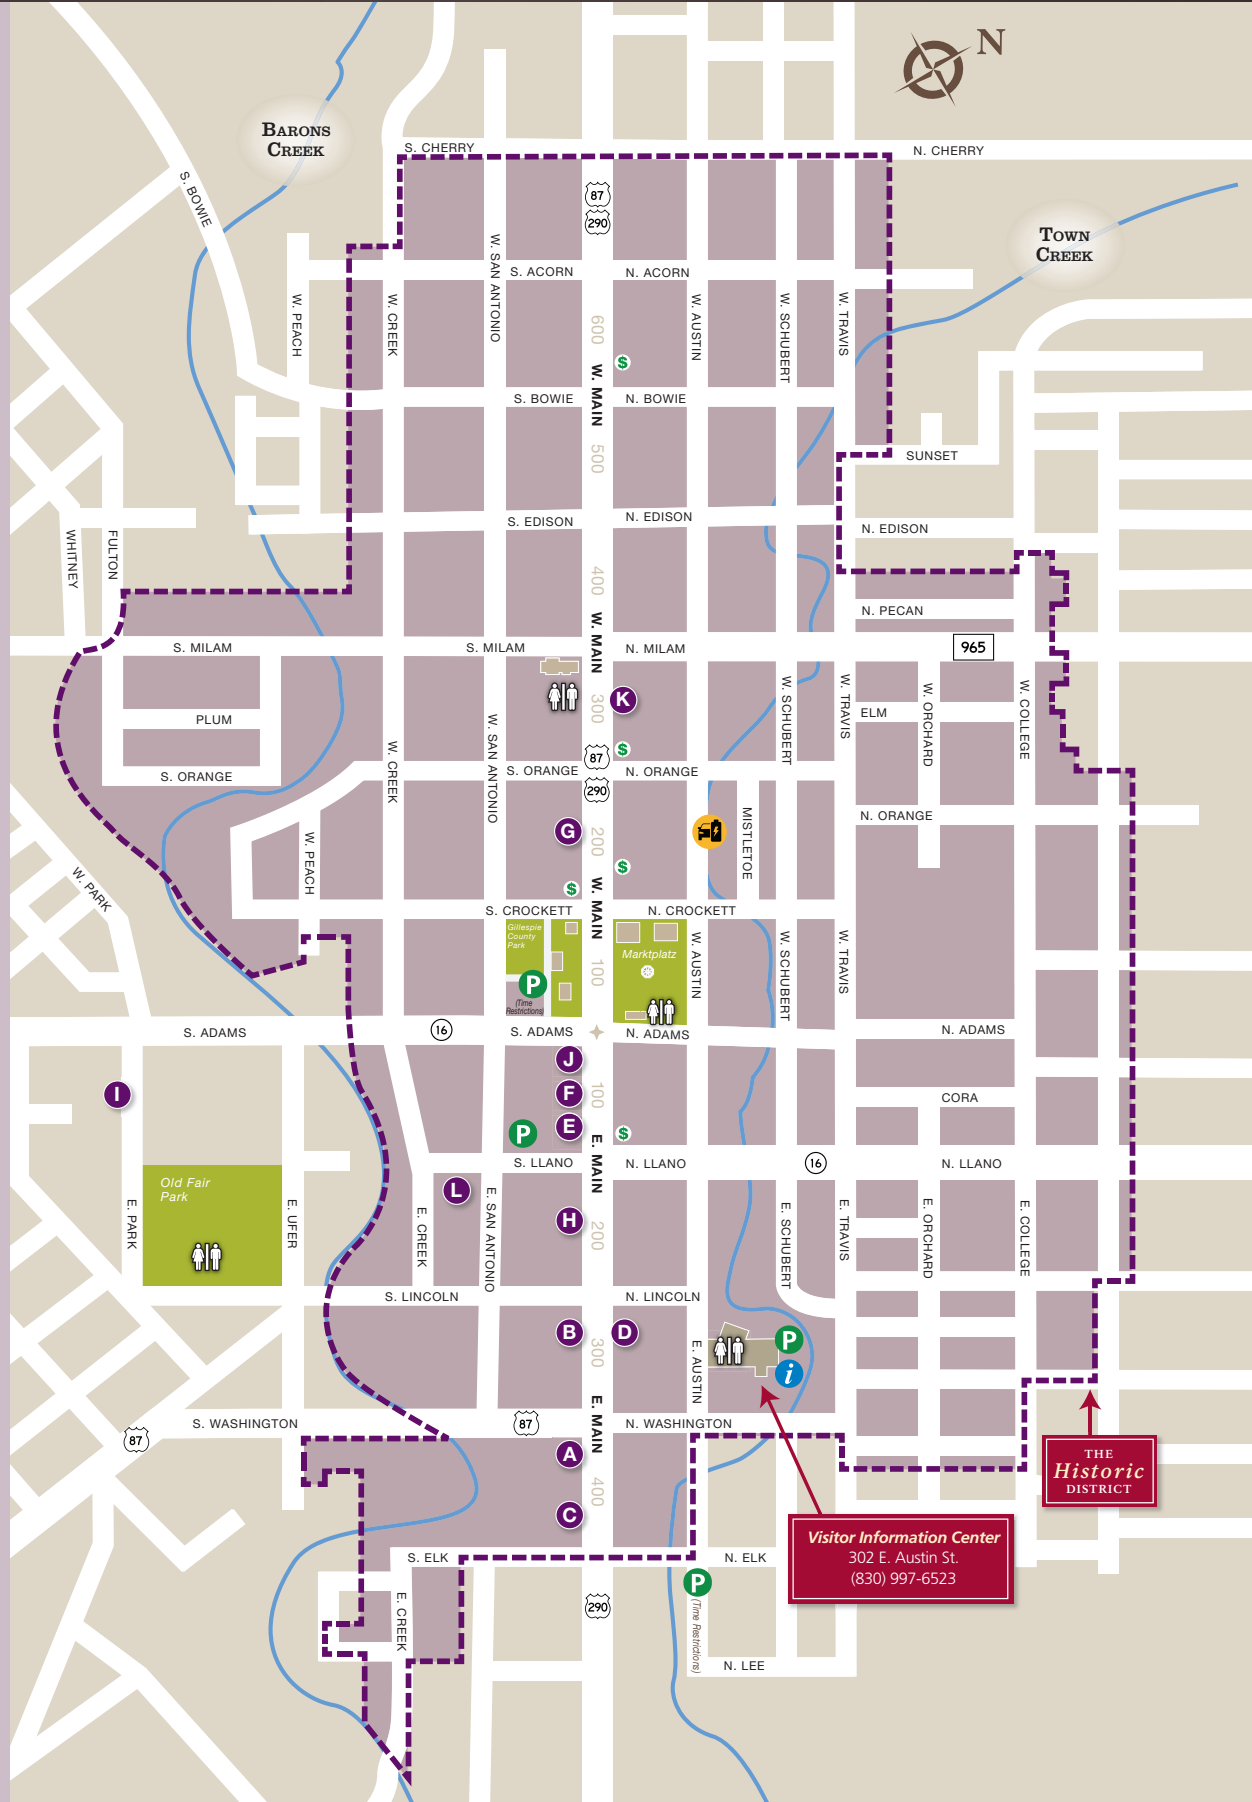 N
BARONS
CREEK
S. CHERRY
N. CHERRY
S. BOWIE
87
290
TOWN
CREEK
S. ACORN
N. ACORN
W. PEACH
W. CREEK
W. SAN ANTONIO
600
W. MAIN
$
W. AUSTIN
W. SCHUBERT
W. TRAVIS
S. BOWIE
N. BOWIE
500
SUNSET
S. EDISON
N. EDISON
N. EDISON
WHITNEY
FULTON
400
W. MAIN
N. PECAN
S. MILAM
S. MILAM
N. MILAM
965
K
300
PLUM
ELM
W. SCHUBERT
W. TRAVIS
W. ORCHARD
W. COLLEGE
W. CREEK
W. SAN ANTONIO
87
$
S. ORANGE
S. ORANGE
N. ORANGE
290
N. ORANGE
G
200
MISTLETOE
W. PEACH
$
W. PARK
$
W. MAIN
S. CROCKETT
N. CROCKETT
Gillespie
County
Park
Marktplatz
W. AUSTIN
W. SCHUBERT
W. TRAVIS
100
P
(Time
Restrictions)
S. ADAMS
16
S. ADAMS
N. ADAMS
N. ADAMS
J
I
F
100
CORA
E
P
$
E. MAIN
S. LLANO
N. LLANO
16
N. LLANO
Old Fair
Park
L
H
200
E. PARK
E. UFER
E. CREEK
E. SAN ANTONIO
E. SCHUBERT
E. TRAVIS
E. ORCHARD
E. COLLEGE
S. LINCOLN
N. LINCOLN
B
D
300
P
i
E. AUSTIN
E. MAIN
S. WASHINGTON
87
87
N. WASHINGTON
A
400
C
THE
Historic
DISTRICT
Visitor Information Center
302 E. Austin St.
(830) 997-6523
S. ELK
N. ELK
P
(Time Restrictions)
290
E. CREEK
N. LEE